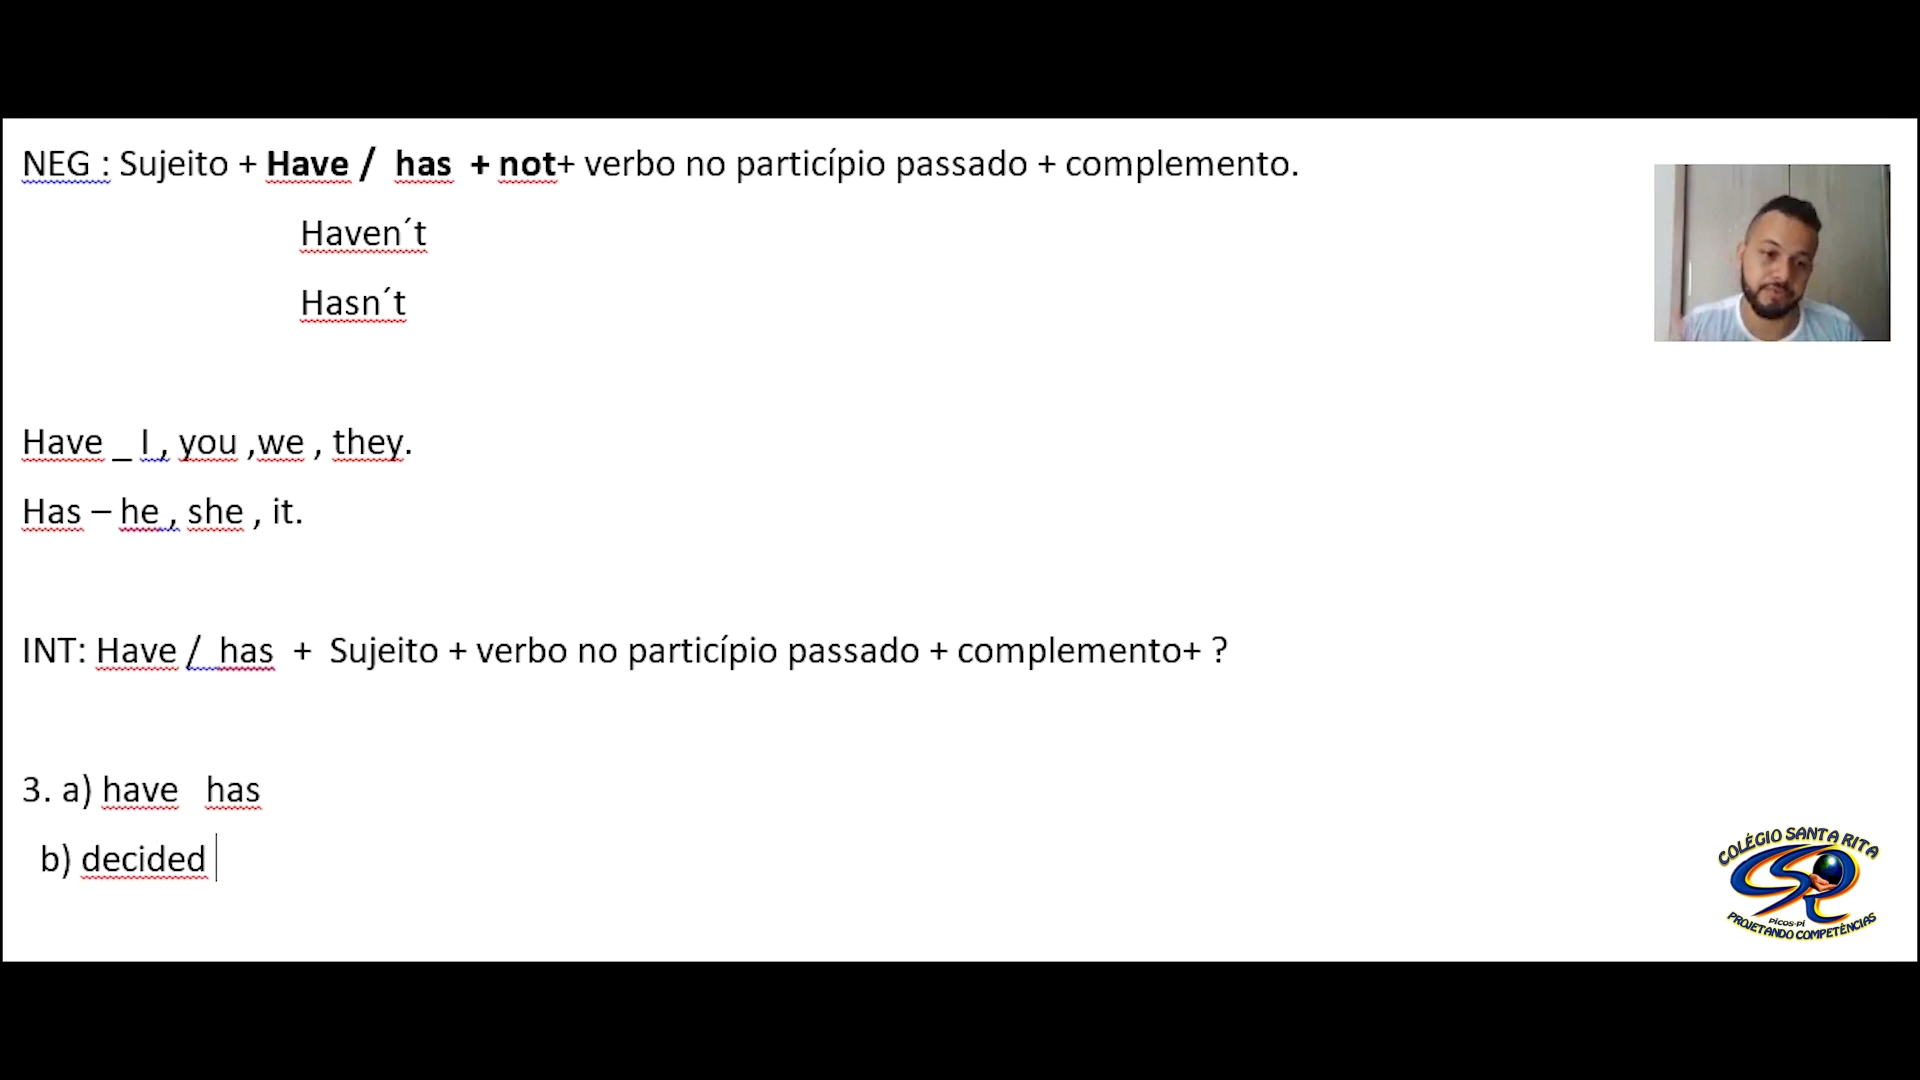 NEG : Sujeito + Have / has + not+ verbo no particípio passado + complemento.
Haven´t
Hasn´t
Have _ I , you ,we , they.
Has – he , she , it.
INT: Have / has + Sujeito + verbo no particípio passado + complemento+ ?
3. a) have has
b) decided
COLÉGIO SANTA RITA
PICOS-PI
PROJETANDO COMPETÊNCIAS